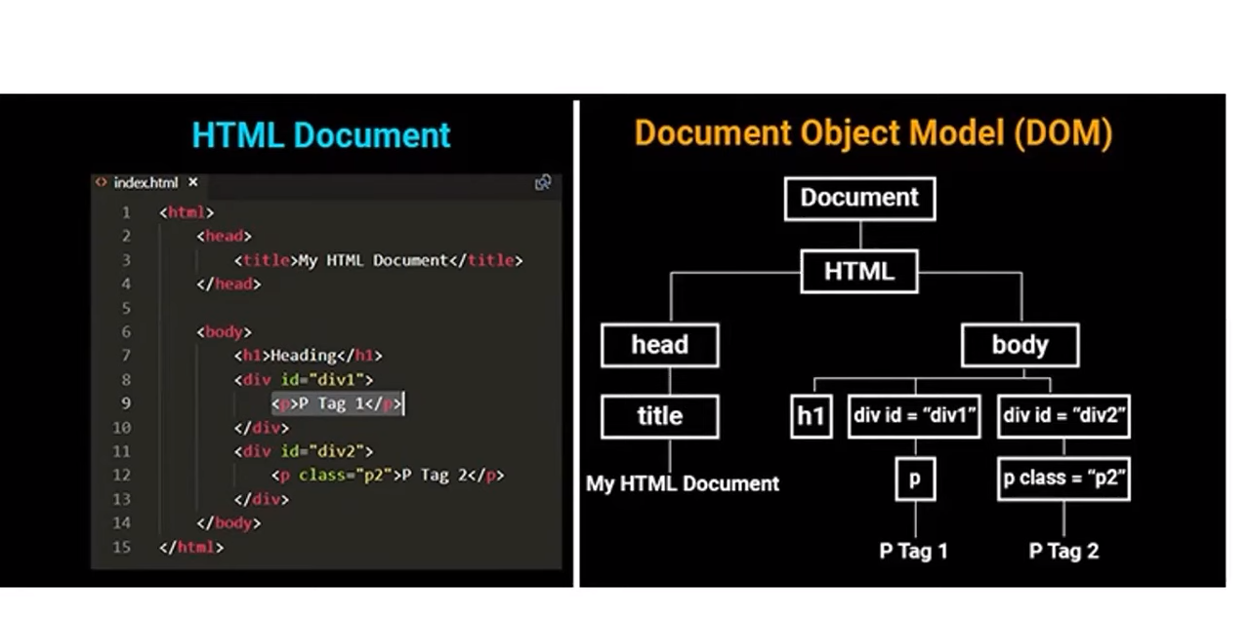 HTML Document
index.html ×
1 <html>
2 <head>
3 <title>My HTML Document</title>
4 </head>
5
6 <body>
7 <h1>Heading</h1>
8 <div id="div1">
9 <p>P Tag 1</p>
10 </div>
11 <div id="div2">
12 <p class="p2">P Tag 2</p>
13 </div>
14 </body>
15 </html>
Document Object Model (DOM)
Document
HTML
head body
title h1 div id = “div1” div id = “div2”
My HTML Document p p class = “p2”
P Tag 1 P Tag 2